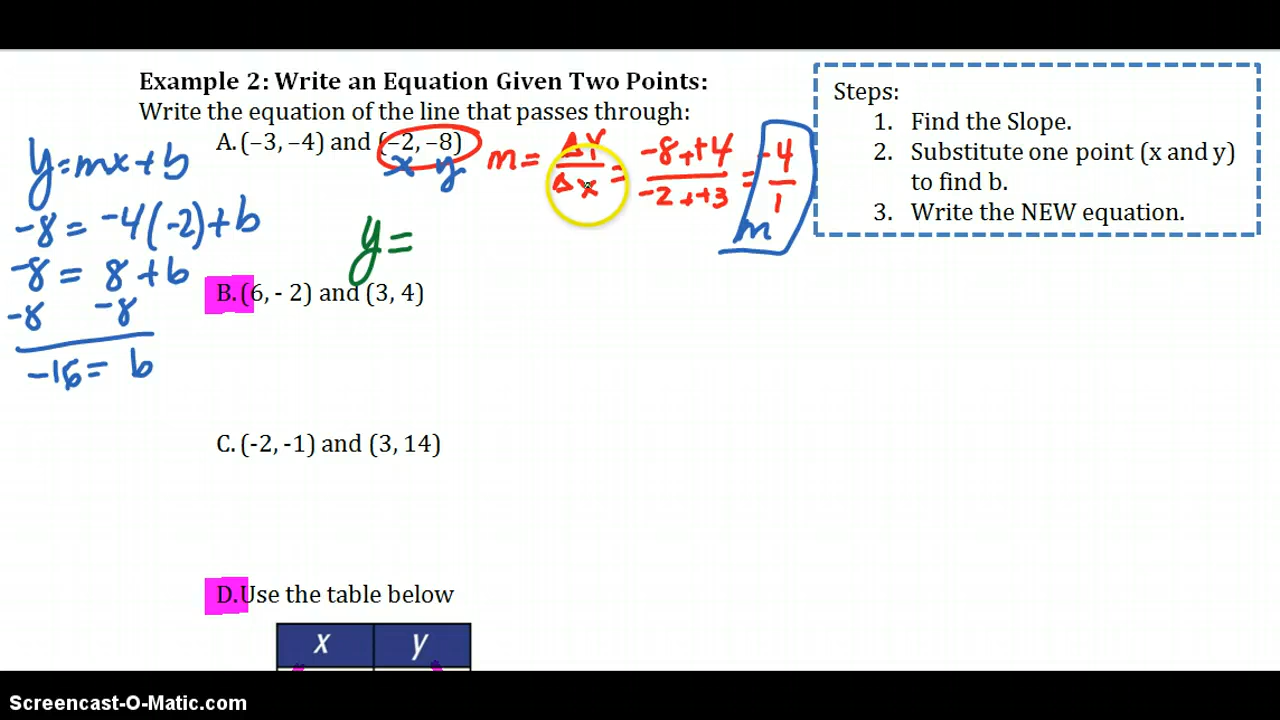 Example 2: Write an Equation Given Two Points:
Write the equation of the line that passes through:
A. (−3, −4) and (−2, −8)
x y
m = ΔY/Δx = -8++4/-2++3 = -4/1
m
y=mx+b
-8 = -4(-2)+b
-8 = 8+b
-8 -8
-16 = b
y =
B. (6, - 2) and (3, 4)
C. (-2, -1) and (3, 14)
D. Use the table below
x y
Steps:
1. Find the Slope.
2. Substitute one point (x and y)
to find b.
3. Write the NEW equation.
Screencast-O-Matic.com